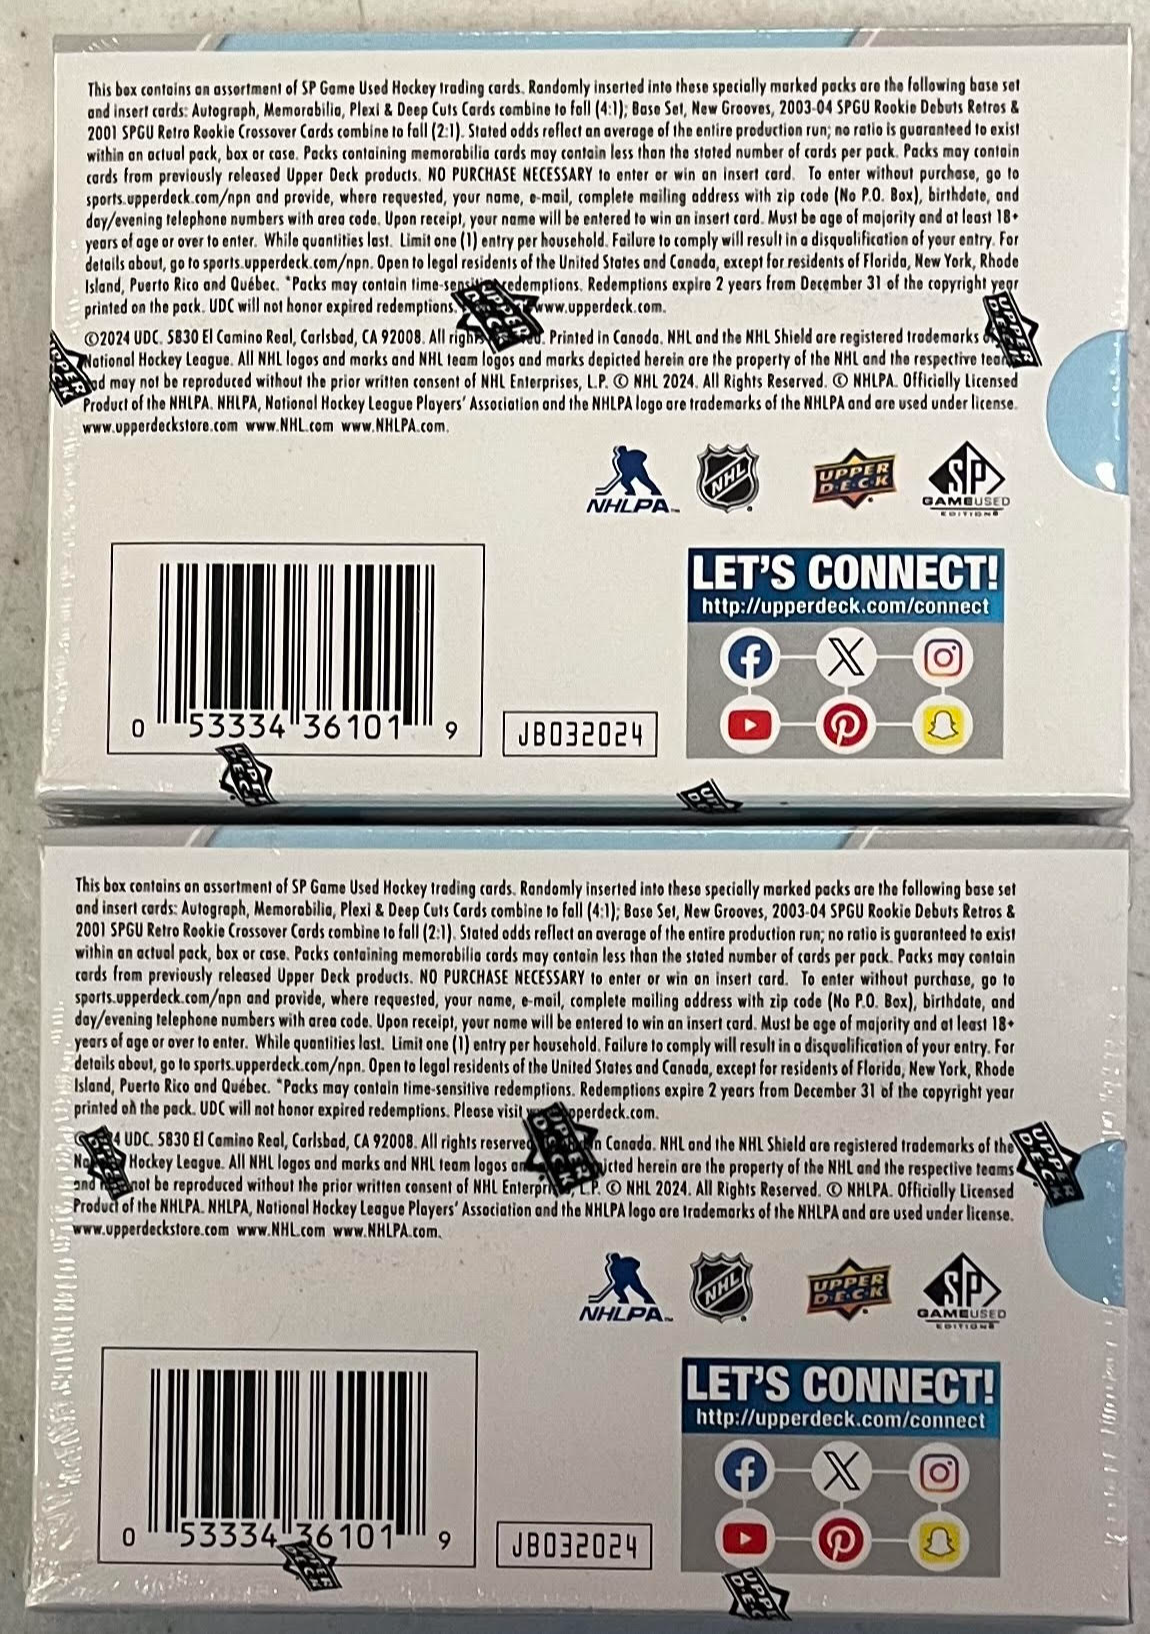 This box contains an assortment of SP Game Used Hockey trading cards. Randomly inserted into these specially marked packs are the following base set
and insert cards: Autograph, Memorabilia, Plexi & Deep Cuts Cards combine to fall (4:1); Base Set, New Grooves, 2003-04 SPGU Rookie Debuts Retros &
2001 SPGU Retro Rookie Crossover Cards combine to fall (2:1). Stated odds reflect an average of the entire production run; no ratio is guaranteed to exist
within an actual pack, box or case. Packs containing memorabilia cards may contain less than the stated number of cards per pack. Packs may contain
cards from previously released Upper Deck products. NO PURCHASE NECESSARY to enter or win an insert card. To enter without purchase, go to
sports.upperdeck.com/npn and provide, where requested, your name, e-mail, complete mailing address with zip code (No P.O. Box), birthdate, and
day/evening telephone numbers with area code. Upon receipt, your name will be entered to win an insert card. Must be age of majority and at least 18+
years of age or over to enter. While quantities last. Limit one (1) entry per household. Failure to comply will result in a disqualification of your entry. For
details about, go to sports.upperdeck.com/npn. Open to legal residents of the United States and Canada, except for residents of Florida, New York, Rhode
Island, Puerto Rico and Québec. *Packs may contain time-sensitive redemptions. Redemptions expire 2 years from December 31 of the copyright year
printed on the pack. UDC will not honor expired redemptions. www.upperdeck.com.
©2024 UDC. 5830 El Camino Real, Carlsbad, CA 92008. All Printed in Canada. NHL and the NHL Shield are registered trademarks
National Hockey League. All NHL logos and marks and NHL team logos and marks depicted herein are the property of the NHL and the respective teams
and may not be reproduced without the prior written consent of NHL Enterprises, L.P. © NHL 2024. All Rights Reserved. © NHLPA. Officially Licensed
Product of the NHLPA. NHLPA, National Hockey League Players' Association and the NHLPA logo are trademarks of the NHLPA and are used under license.
www.upperdeckstore.com www.NHL.com www.NHLPA.com.
UPPER DECK
UPPER DECK
UPPER DECK
NHLPA NHL UPPER DECK SP GAMEUSED EDITION
LET'S CONNECT!
http://upperdeck.com/connect
0 53334 36101 9
JB032024
UPPER DECK
This box contains an assortment of SP Game Used Hockey trading cards. Randomly inserted into these specially marked packs are the following base set
and insert cards: Autograph, Memorabilia, Plexi & Deep Cuts Cards combine to fall (4:1); Base Set, New Grooves, 2003-04 SPGU Rookie Debuts Retros &
2001 SPGU Retro Rookie Crossover Cards combine to fall (2:1). Stated odds reflect an average of the entire production run; no ratio is guaranteed to exist
within an actual pack, box or case. Packs containing memorabilia cards may contain less than the stated number of cards per pack. Packs may contain
cards from previously released Upper Deck products. NO PURCHASE NECESSARY to enter or win an insert card. To enter without purchase, go to
sports.upperdeck.com/npn and provide, where requested, your name, e-mail, complete mailing address with zip code (No P.O. Box), birthdate, and
day/evening telephone numbers with area code. Upon receipt, your name will be entered to win an insert card. Must be age of majority and at least 18+
years of age or over to enter. While quantities last. Limit one (1) entry per household. Failure to comply will result in a disqualification of your entry. For
details about, go to sports.upperdeck.com/npn. Open to legal residents of the United States and Canada, except for residents of Florida, New York, Rhode
Island, Puerto Rico and Québec. *Packs may contain time-sensitive redemptions. Redemptions expire 2 years from December 31 of the copyright year
printed on the pack. UDC will not honor expired redemptions. Please visit
UDC. 5830 El Camino Real, Carlsbad, CA 92008. All rights reserved. Canada. NHL and the NHL Shield are registered trademarks of the
Hockey League. All NHL logos and marks and NHL team logos herein are the property of the NHL and the respective teams
and not be reproduced without the prior written consent of NHL L.P. © NHL 2024. All Rights Reserved. © NHLPA. Officially Licensed
Product of the NHLPA. NHLPA, National Hockey League Players' Association and the NHLPA logo are trademarks of the NHLPA and are used under license.
www.upperdeckstore.com www.NHL.com www.NHLPA.com.
UPPER DECK
UPPER DECK
UPPER DECK
NHLPA NHL UPPER DECK SP GAMEUSED EDITION
LET'S CONNECT!
http://upperdeck.com/connect
0 53334 36101 9
JB032024
UPPER DECK
UPPER DECK